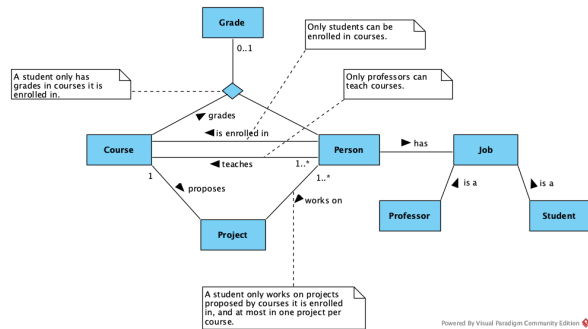 Grade
0..1
Only students can be
enrolled in courses.
A student only has
grades in courses it is
enrolled in.
Only professors can
teach courses.
grades
is enrolled in
Course
teaches
1..*
Person
has
Job
1
1..*
proposes
works on
is a
is a
Professor
Student
Project
A student only works on projects
proposed by courses it is enrolled
in, and at most in one project per
course.
Powered By Visual Paradigm Community Edition